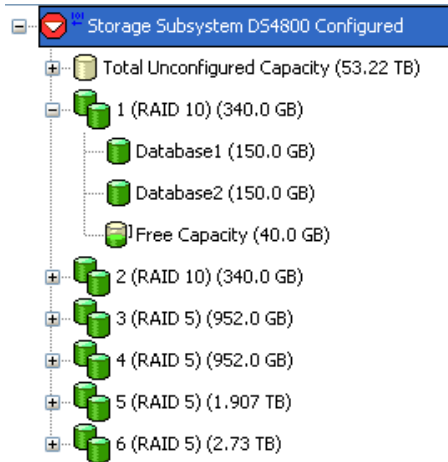 Storage Subsystem DS4800 Configured
Total Unconfigured Capacity (53.22 TB)
1 (RAID 10) (340.0 GB)
Database1 (150.0 GB)
Database2 (150.0 GB)
Free Capacity (40.0 GB)
2 (RAID 10) (340.0 GB)
3 (RAID 5) (952.0 GB)
4 (RAID 5) (952.0 GB)
5 (RAID 5) (1.907 TB)
6 (RAID 5) (2.73 TB)